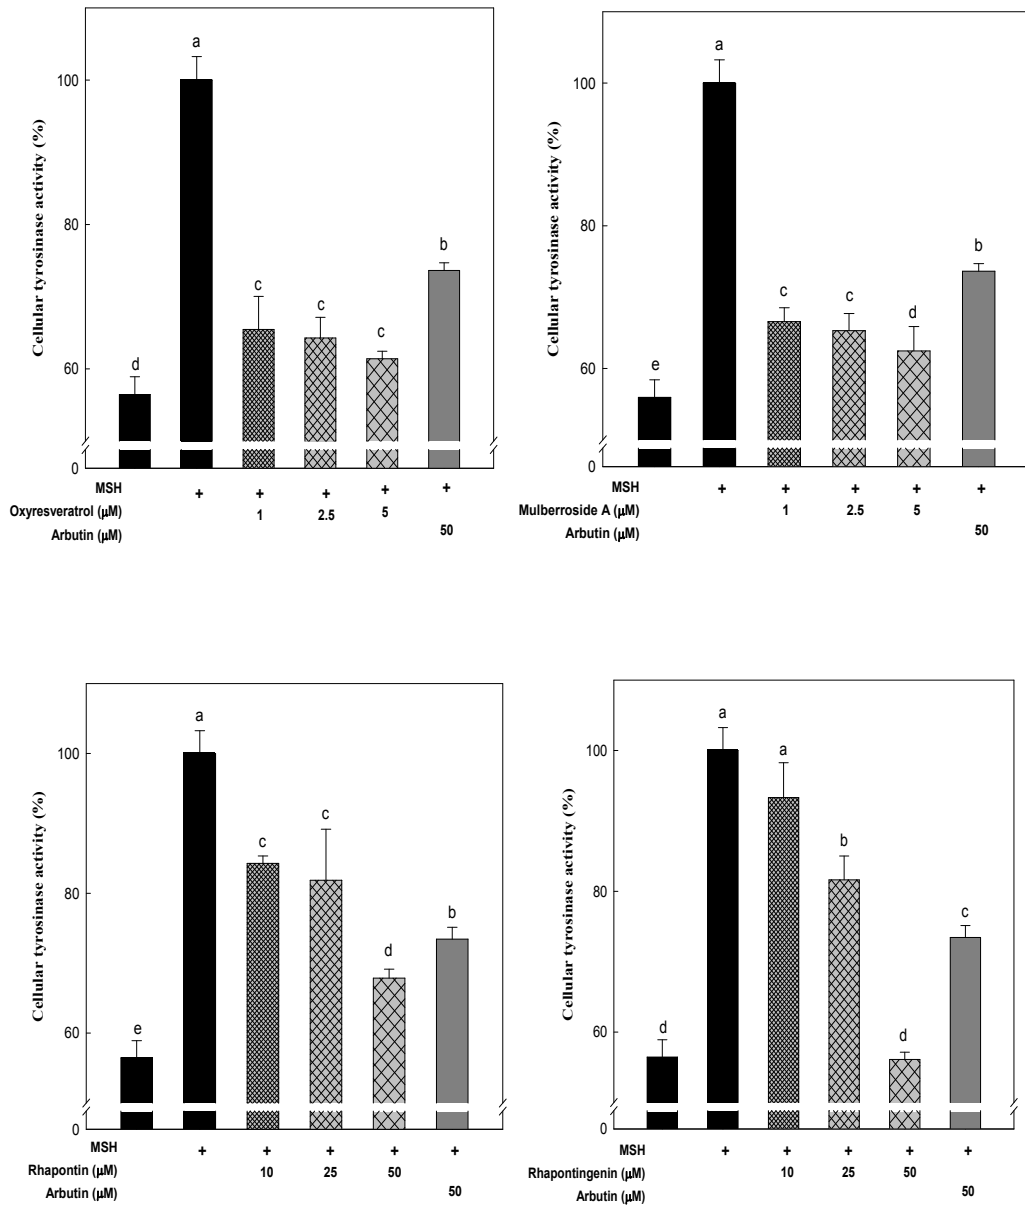 a
a
100
100
Cellular tyrosinase activity (%)
Cellular tyrosinase activity (%)
80
80
b
b
c
c
c
c
c
d
60
60
d
e
0
0
MSH + + + + +
Oxyresveratrol (μM) 1 2.5 5
Arbutin (μM) 50
MSH + + + + +
Mulberroside A (μM) 1 2.5 5
Arbutin (μM) 50
a
a
a
100
100
Cellular tyrosinase activity (%)
Cellular tyrosinase activity (%)
c
c
b
80
80
b
c
d
60
60
e
d
d
0
0
MSH + + + + +
Rhapontin (μM) 10 25 50
Arbutin (μM) 50
MSH + + + + +
Rhapontingenin (μM) 10 25 50
Arbutin (μM) 50